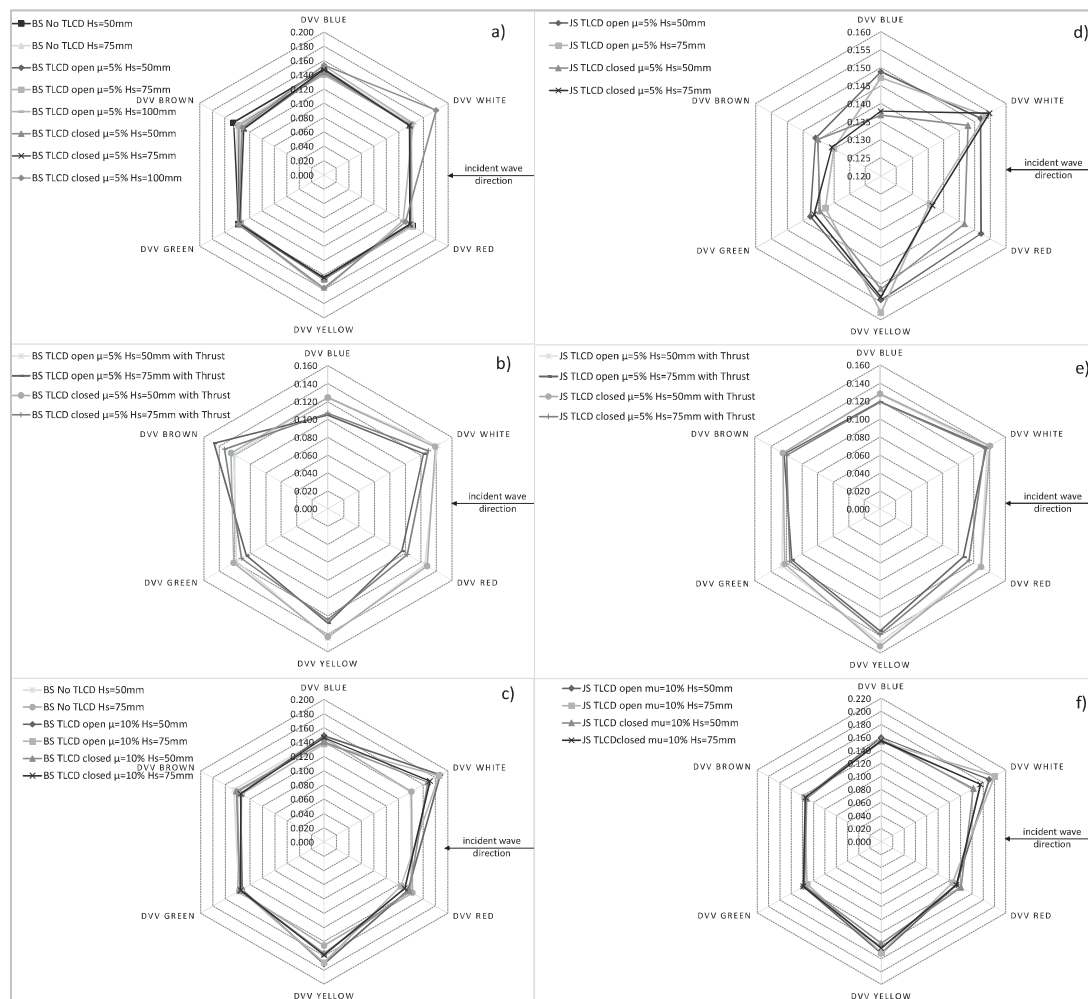 a)
BS No TLCD Hs=50mm
BS No TLCD Hs=75mm
BS TLCD open μ=5% Hs=50mm
BS TLCD open μ=5% Hs=75mm
BS TLCD open μ=5% Hs=100mm
BS TLCD closed μ=5% Hs=50mm
BS TLCD closed μ=5% Hs=75mm
BS TLCD closed μ=5% Hs=100mm
DVV BLUE
0.200
0.180
0.160
0.140
0.120
0.100
0.080
0.060
0.040
0.020
0.000
DVV WHITE
DVV BROWN
incident wave
direction
DVV GREEN
DVV RED
DVV YELLOW
d)
JS TLCD open μ=5% Hs=50mm
JS TLCD open μ=5% Hs=75mm
JS TLCD closed μ=5% Hs=50mm
JS TLCD closed μ=5% Hs=75mm
DVV BLUE
0.160
0.155
0.150
0.145
0.140
0.135
0.130
0.125
0.120
DVV BROWN
DVV WHITE
incident wave
direction
DVV GREEN
DVV RED
DVV YELLOW
b)
BS TLCD open μ=5% Hs=50mm with Thrust
BS TLCD open μ=5% Hs=75mm with Thrust
BS TLCD closed μ=5% Hs=50mm with Thrust
BS TLCD closed μ=5% Hs=75mm with Thrust
DVV BLUE
0.160
0.140
0.120
0.100
0.080
0.060
0.040
0.020
0.000
DVV BROWN
DVV WHITE
incident wave
direction
DVV GREEN
DVV RED
DVV YELLOW
e)
JS TLCD open μ=5% Hs=50mm with Thrust
JS TLCD open μ=5% Hs=75mm with Thrust
JS TLCD closed μ=5% Hs=50mm with Thrust
JS TLCD closed μ=5% Hs=75mm with Thrust
DVV BLUE
0.160
0.140
0.120
0.100
0.080
0.060
0.040
0.020
0.000
DVV BROWN
DVV WHITE
incident wave
direction
DVV GREEN
DVV RED
DVV YELLOW
c)
BS No TLCD Hs=50mm
BS No TLCD Hs=75mm
BS TLCD open μ=10% Hs=50mm
BS TLCD open μ=10% Hs=75mm
BS TLCD closed μ=10% Hs=50mm
BS TLCD closed μ=10% Hs=75mm
DVV BLUE
0.200
0.180
0.160
0.140
0.120
0.100
0.080
0.060
0.040
0.020
0.000
DVV BROWN
DVV WHITE
incident wave
direction
DVV GREEN
DVV RED
DVV YELLOW
f)
JS TLCD open mu=10% Hs=50mm
JS TLCD open mu=10% Hs=75mm
JS TLCD closed mu=10% Hs=50mm
JS TLCDclosed mu=10% Hs=75mm
DVV BLUE
0.220
0.200
0.180
0.160
0.140
0.120
0.100
0.080
0.060
0.040
0.020
0.000
DVV BROWN
DVV WHITE
incident wave
direction
DVV GREEN
DVV RED
DVV YELLOW